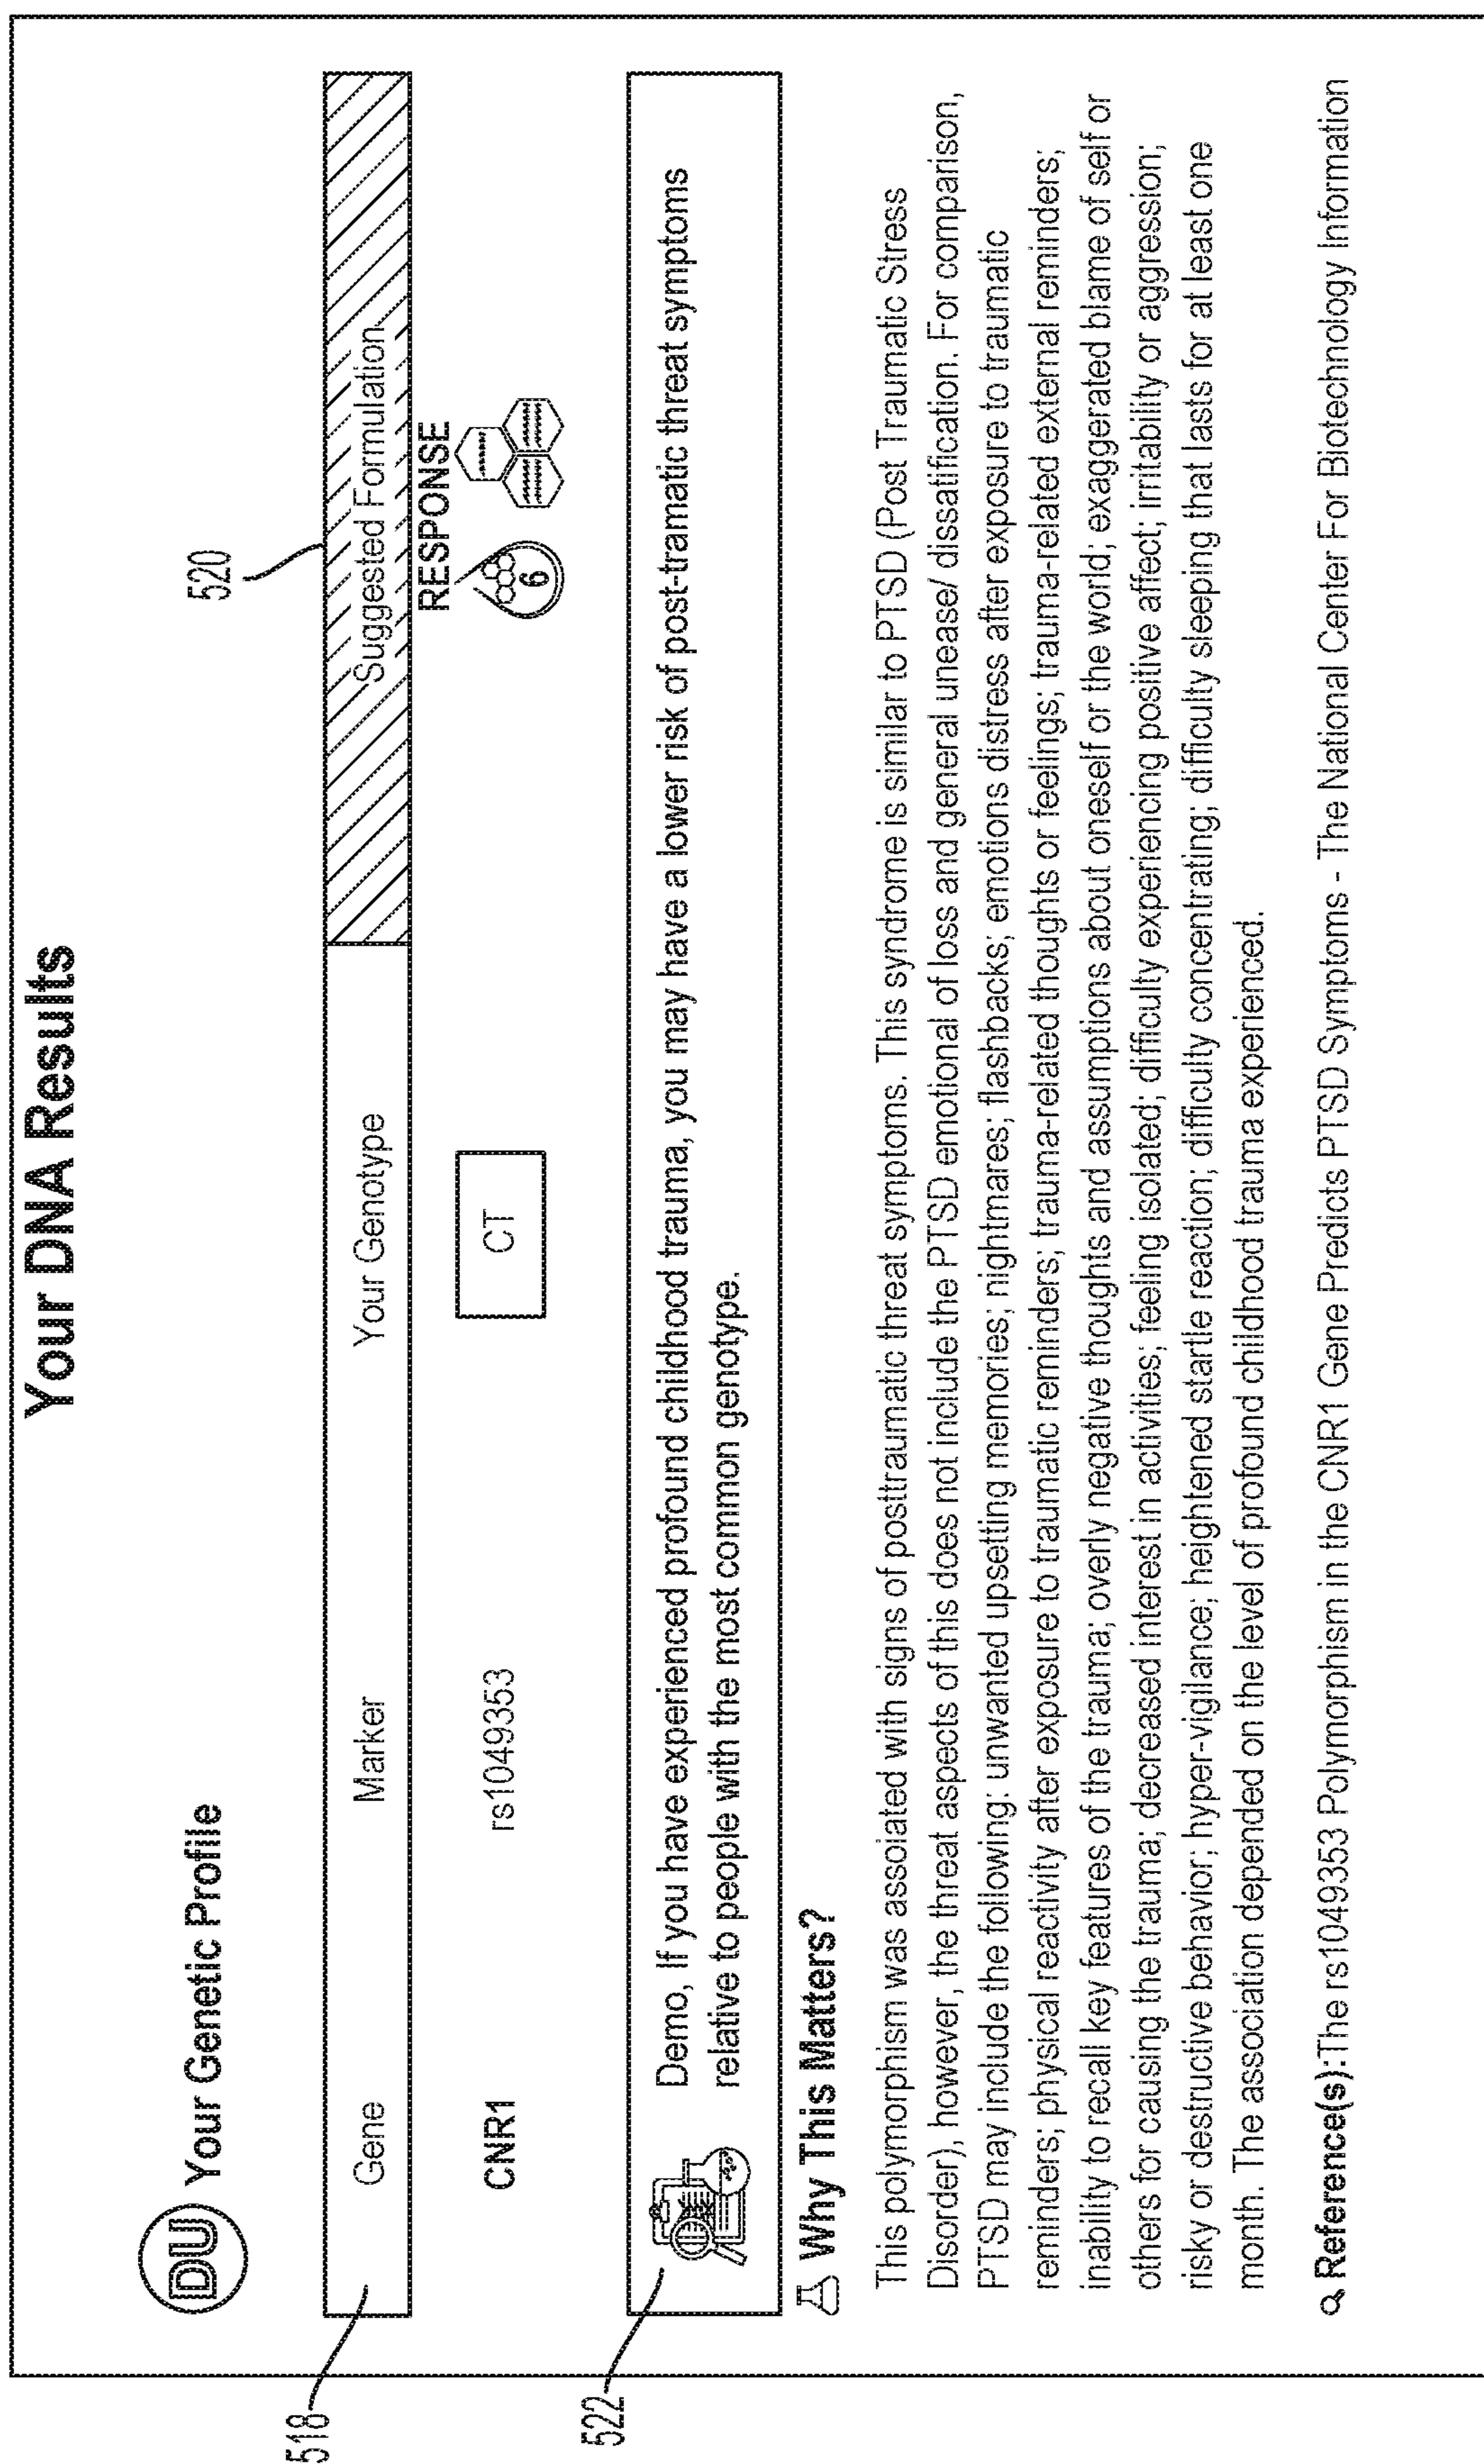 Your DNA Results
DU Your Genetic Profile
520
518
Gene Marker Your Genotype Suggested Formulation
RESPONSE
CNR1 rs1049353 CT 6
522
Demo, If you have experienced profound childhood trauma, you may have a lower risk of post-tramatic threat symptoms
relative to people with the most common genotype.
Why This Matters?
This polymorphism was assoiated with signs of posttraumatic threat symptoms. This syndrome is similar to PTSD (Post Traumatic Stress
Disorder), however, the threat aspects of this does not include the PTSD emotional of loss and general unease/ dissatification. For comparison,
PTSD may include the following: unwanted upsetting memories; nightmares; flashbacks; emotions distress after exposure to traumatic
reminders; physical reactivity after exposure to traumatic reminders; trauma-related thoughts or feelings; trauma-related external reminders;
inability to recall key features of the trauma; overly negative thoughts and assumptions about oneself or the world; exaggerated blame of self or
others for causing the trauma; decreased interest in activities; feeling isolated; difficulty experiencing positive affect; irritability or aggression;
risky or destructive behavior; hyper-vigilance; heightened startle reaction; difficulty concentrating; difficulty sleeping that lasts for at least one
month. The association depended on the level of profound childhood trauma experienced.
Reference(s):The rs1049353 Polymorphism in the CNR1 Gene Predicts PTSD Symptoms - The National Center For Biotechnology Information